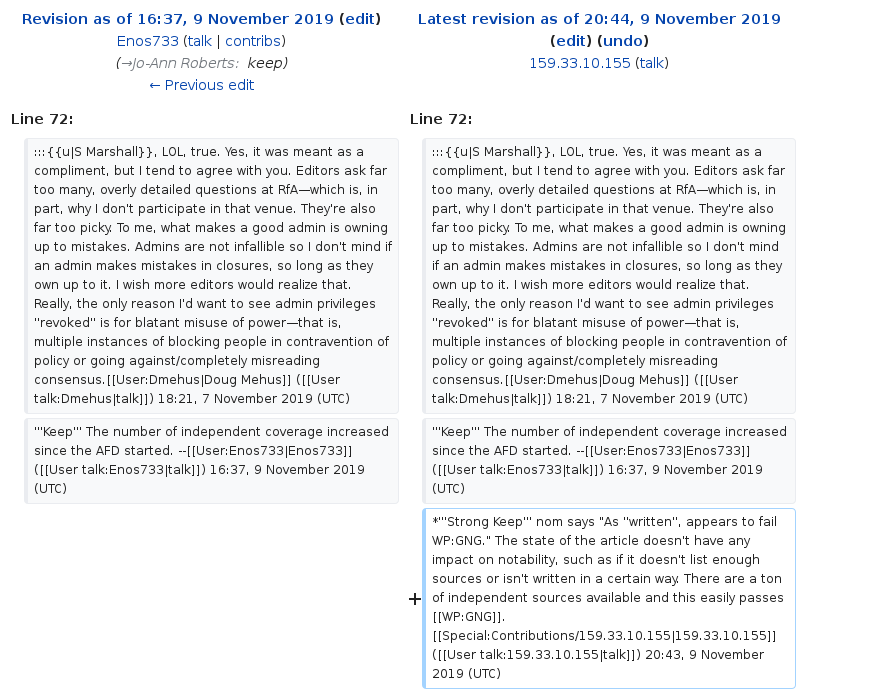 Revision as of 16:37, 9 November 2019 (edit)
Enos733 (talk | contribs)
(→Jo-Ann Roberts: keep)
← Previous edit
Latest revision as of 20:44, 9 November 2019
(edit) (undo)
159.33.10.155 (talk)
Line 72:
:::{{u|S Marshall}}, LOL, true. Yes, it was meant as a
compliment, but I tend to agree with you. Editors ask far
too many, overly detailed questions at RfA—which is, in
part, why I don't participate in that venue. They're also
far too picky. To me, what makes a good admin is owning
up to mistakes. Admins are not infallible so I don't mind if
an admin makes mistakes in closures, so long as they
own up to it. I wish more editors would realize that.
Really, the only reason I'd want to see admin privileges
"revoked" is for blatant misuse of power—that is,
multiple instances of blocking people in contravention of
policy or going against/completely misreading
consensus.[[User:Dmehus|Doug Mehus]] ([[User
talk:Dmehus|talk]]) 18:21, 7 November 2019 (UTC)
'''Keep''' The number of independent coverage increased
since the AFD started. --[[User:Enos733|Enos733]]
([[User talk:Enos733|talk]]) 16:37, 9 November 2019
(UTC)
Line 72:
:::{{u|S Marshall}}, LOL, true. Yes, it was meant as a
compliment, but I tend to agree with you. Editors ask far
too many, overly detailed questions at RfA—which is, in
part, why I don't participate in that venue. They're also
far too picky. To me, what makes a good admin is owning
up to mistakes. Admins are not infallible so I don't mind
if an admin makes mistakes in closures, so long as they
own up to it. I wish more editors would realize that.
Really, the only reason I'd want to see admin privileges
"revoked" is for blatant misuse of power—that is,
multiple instances of blocking people in contravention of
policy or going against/completely misreading
consensus.[[User:Dmehus|Doug Mehus]] ([[User
talk:Dmehus|talk]]) 18:21, 7 November 2019 (UTC)
'''Keep''' The number of independent coverage increased
since the AFD started. --[[User:Enos733|Enos733]]
([[User talk:Enos733|talk]]) 16:37, 9 November 2019
(UTC)
+
*'''Strong Keep''' nom says "As ''written'', appears to fail
WP:GNG." The state of the article doesn't have any
impact on notability, such as if it doesn't list enough
sources or isn't written in a certain way. There are a ton
of independent sources available and this easily passes
[[WP:GNG]].
[[Special:Contributions/159.33.10.155|159.33.10.155]]
([[User talk:159.33.10.155|talk]]) 20:43, 9 November
2019 (UTC)